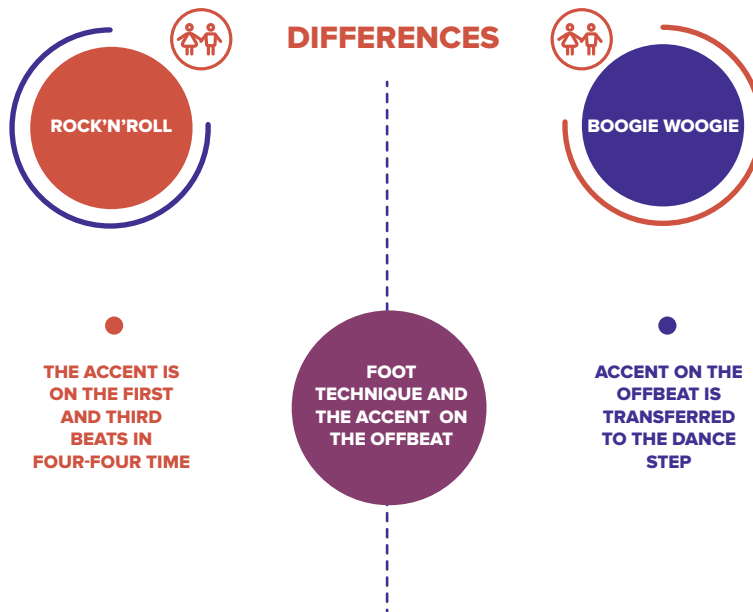 DIFFERENCES
ROCK’N’ROLL
BOOGIE WOOGIE
THE ACCENT IS
ON THE FIRST
AND THIRD
BEATS IN
FOUR-FOUR TIME
FOOT
TECHNIQUE AND
THE ACCENT ON
THE OFFBEAT
ACCENT ON THE
OFFBEAT IS
TRANSFERRED
TO THE DANCE
STEP